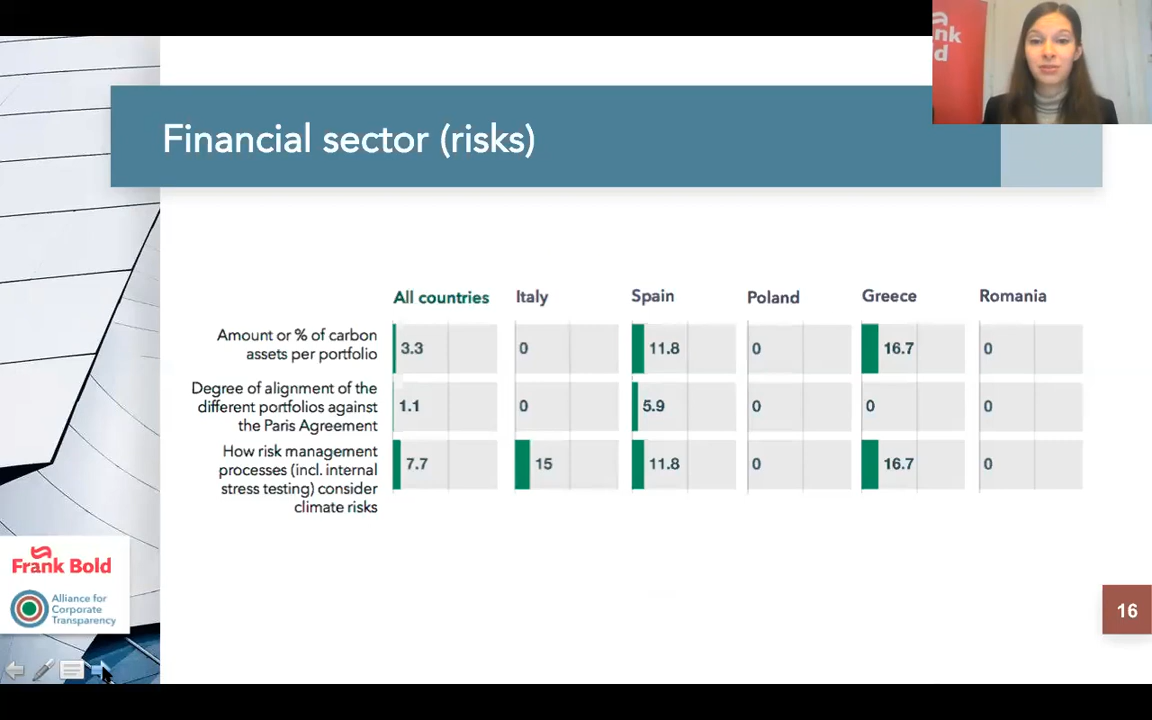 nk
d
Financial sector (risks)
All countries Italy Spain Poland Greece Romania
Amount or % of carbon
assets per portfolio
3.3 0 11.8 0 16.7 0
Degree of alignment of the
different portfolios against
the Paris Agreement
1.1 0 5.9 0 0 0
How risk management
processes (incl. internal
stress testing) consider
climate risks
7.7 15 11.8 0 16.7 0
Frank Bold
Alliance for
Corporate
Transparency
16